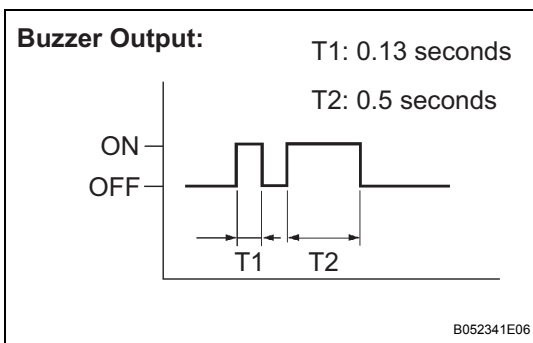 Buzzer Output:
T1: 0.13 seconds
T2: 0.5 seconds
ON
OFF
T1 T2
B052341E06